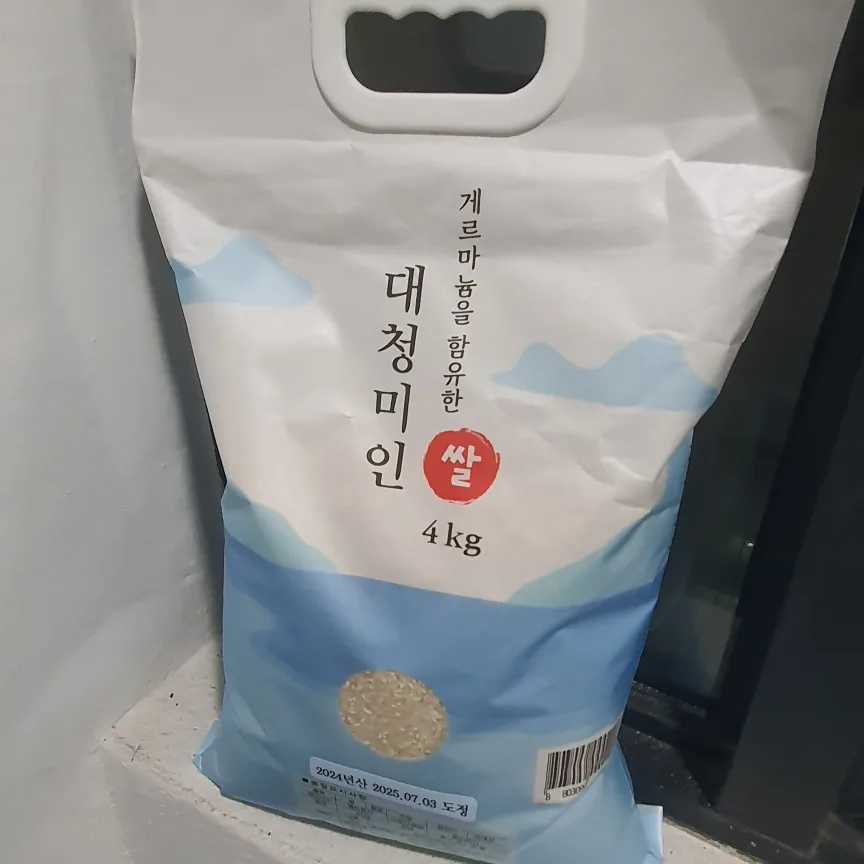 게르마늄을 함유한
쌀
대청미인
4kg
2024년산 2025.07.03 도정